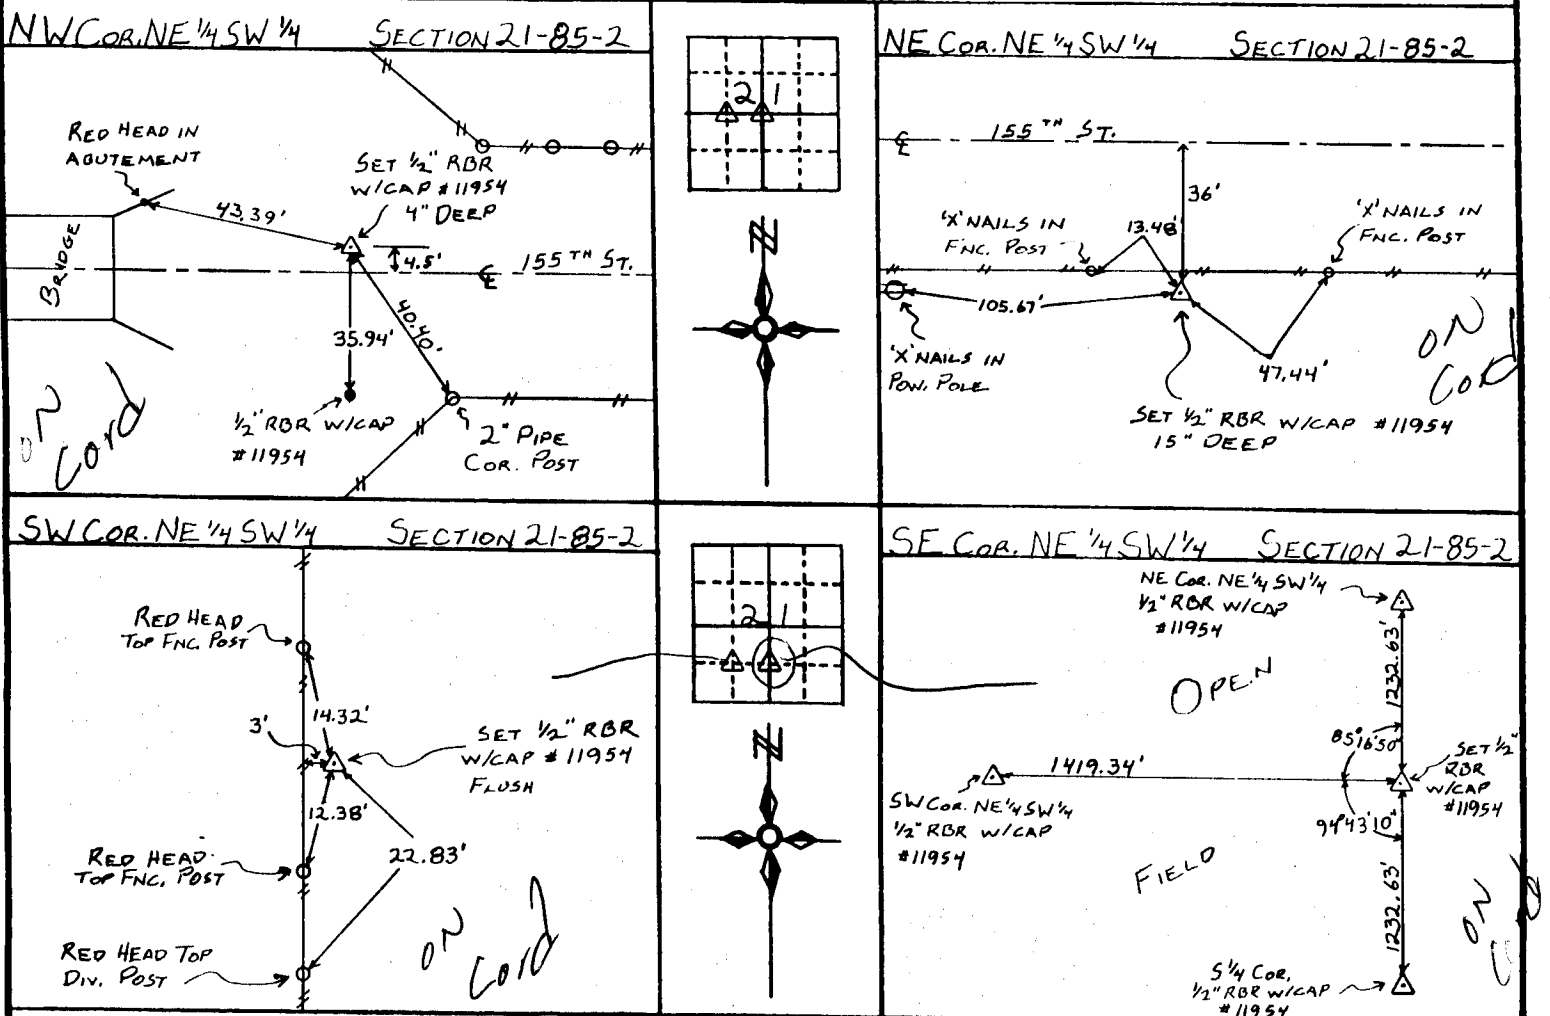 NW COR. NE 1/4 SW 1/4 SECTION 21-85-2
RED HEAD IN
ABUTEMENT
SET 1/2" RBR
W/CAP #11954
4" DEEP
43.39'
4.5'
155 TH ST.
BRIDGE
35.94'
40.40'
1/2" RBR W/CAP
#11954
2" PIPE
COR. POST
ON
Cord
2 1
N
NE COR. NE 1/4 SW 1/4 SECTION 21-85-2
155 TH ST.
36'
'X' NAILS IN
FNC. POST
13.48'
'X' NAILS IN
FNC. POST
105.67'
'X' NAILS IN
POW. POLE
47.44'
SET 1/2" RBR W/CAP #11954
15" DEEP
ON
Cord
SW COR. NE 1/4 SW 1/4 SECTION 21-85-2
RED HEAD
TOP FNC. POST
14.32'
3'
SET 1/2" RBR
W/CAP #11954
FLUSH
12.38'
22.83'
RED HEAD
TOP FNC. POST
RED HEAD TOP
DIV. POST
ON
Cord
2 1
N
SE COR. NE 1/4 SW 1/4 SECTION 21-85-2
NE COR. NE 1/4 SW 1/4
1/2" RBR W/CAP
#11954
1232.63'
OPEN
85°16'50"
1419.34'
SET 1/2"
RBR
W/CAP
#11954
SW COR. NE 1/4 SW 1/4
1/2" RBR W/CAP
#11954
94°43'10"
FIELD
1232.63'
ON
S 1/4 COR.
1/2" RBR W/CAP
#11954